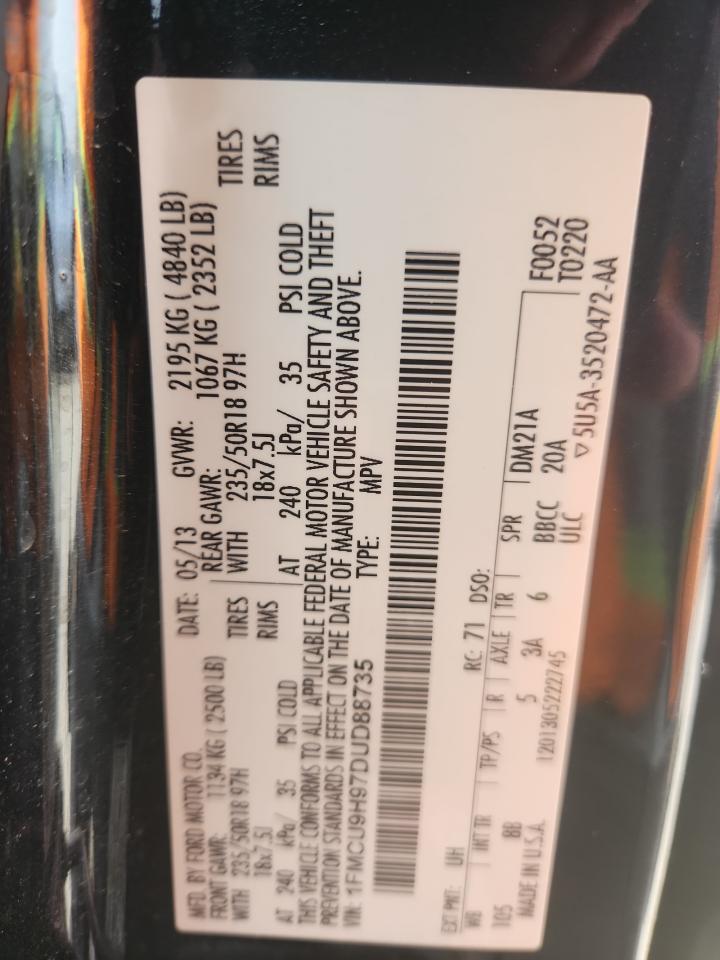 MFD. BY FORD MOTOR CO. DATE: 05/13 GVWR: 2195 KG ( 4840 LB)
FRONT GAWR: 1134 KG ( 2500 LB) REAR GAWR: 1067 KG ( 2352 LB)
WITH 235/50R18 97H TIRES WITH 235/50R18 97H TIRES
18x7.5J RIMS 18x7.5J RIMS
AT 240 kPa/ 35 PSI COLD AT 240 kPa/ 35 PSI COLD
THIS VEHICLE CONFORMS TO ALL APPLICABLE FEDERAL MOTOR VEHICLE SAFETY AND THEFT
PREVENTION STANDARDS IN EFFECT ON THE DATE OF MANUFACTURE SHOWN ABOVE.
VIN: 1FMCU9H97DUD88735 TYPE: MPV
EXT PNT: UH RC: 71 DSO:
WB INT TR TP/PS R AXLE TR SPR DM21A F0052
105 8B 5 3A 6 BBCC 20A T0220
MADE IN U.S.A. 1201305222745 ULC ▽ 5U5A-3520472-AA